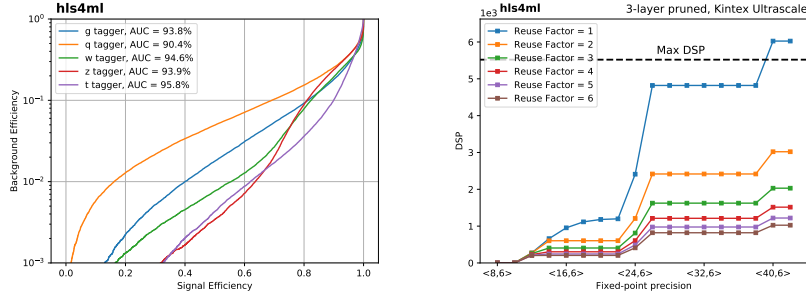 hls4ml
g tagger, AUC = 93.8%
q tagger, AUC = 90.4%
w tagger, AUC = 94.6%
z tagger, AUC = 93.9%
t tagger, AUC = 95.8%
10⁰
10⁻¹
10⁻²
10⁻³
Background Efficiency
0.0 0.2 0.4 0.6 0.8 1.0
Signal Efficiency
1e3 hls4ml 3-layer pruned, Kintex Ultrascale
Reuse Factor = 1
Reuse Factor = 2
Reuse Factor = 3
Reuse Factor = 4
Reuse Factor = 5
Reuse Factor = 6
Max DSP
6
5
4
3
2
1
0
DSP
<8,6> <16,6> <24,6> <32,6> <40,6>
Fixed-point precision